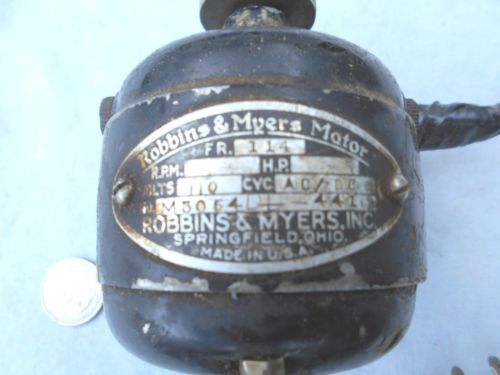 Robbins & Myers Motor
FR. 114
R.P.M. H.P.
VOLTS 110 CYC AC/DC
ROBBINS & MYERS, INC.
SPRINGFIELD, OHIO.
MADE IN U.S.A.